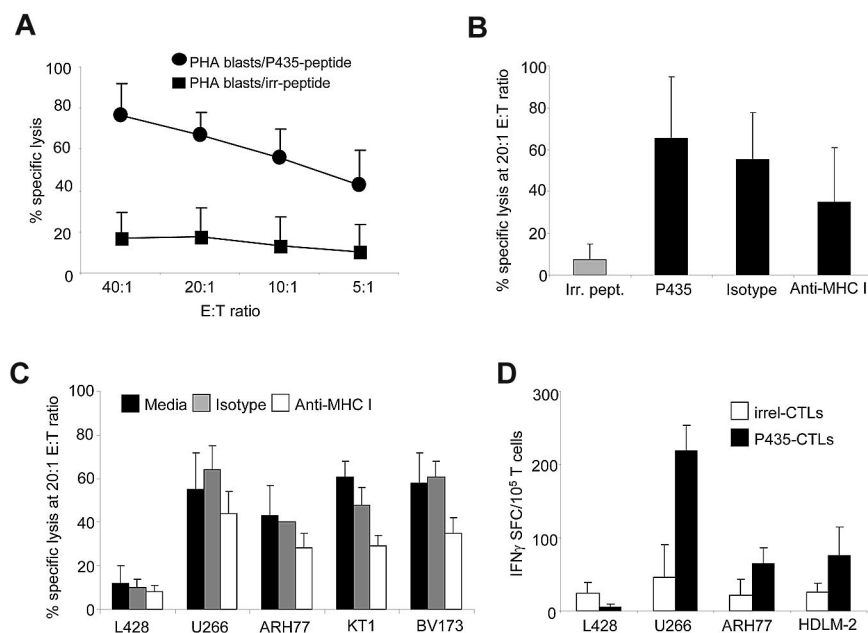 A
PHA blasts/P435-peptide
PHA blasts/irr-peptide
% specific lysis
100
80
60
40
20
0
40:1 20:1 10:1 5:1
E:T ratio
B
% specific lysis at 20:1 E:T ratio
100
80
60
40
20
0
Irr. pept. P435 Isotype Anti-MHC I
C
Media Isotype Anti-MHC I
% specific lysis at 20:1 E:T ratio
100
80
60
40
20
0
L428 U266 ARH77 KT1 BV173
D
irrel-CTLs
P435-CTLs
IFNγ SFC/10⁵ T cells
300
200
100
0
L428 U266 ARH77 HDLM-2